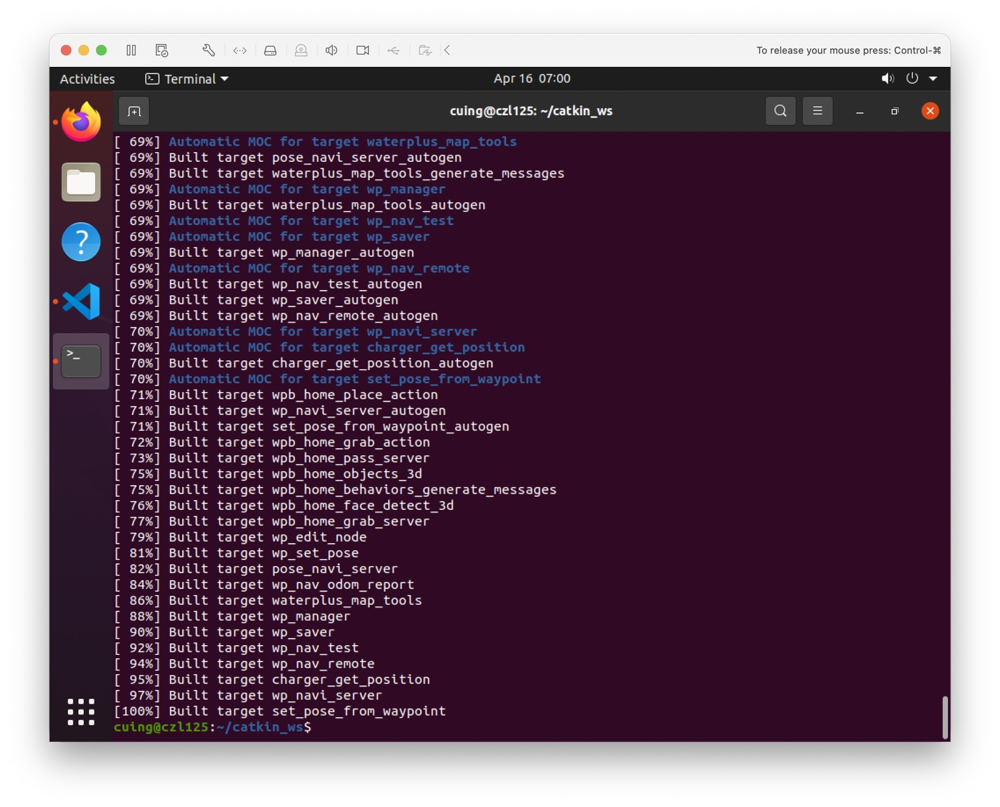 To release your mouse press: Control-⌘
Activities Terminal Apr 16 07:00
cuing@czl125: ~/catkin_ws
[ 69%] Automatic MOC for target waterplus_map_tools
[ 69%] Built target pose_navi_server_autogen
[ 69%] Built target waterplus_map_tools_generate_messages
[ 69%] Automatic MOC for target wp_manager
[ 69%] Built target waterplus_map_tools_autogen
[ 69%] Automatic MOC for target wp_nav_test
[ 69%] Automatic MOC for target wp_saver
[ 69%] Built target wp_manager_autogen
[ 69%] Automatic MOC for target wp_nav_remote
[ 69%] Built target wp_nav_test_autogen
[ 69%] Built target wp_saver_autogen
[ 69%] Built target wp_nav_remote_autogen
[ 70%] Automatic MOC for target wp_navi_server
[ 70%] Automatic MOC for target charger_get_position
[ 70%] Built target charger_get_position_autogen
[ 70%] Automatic MOC for target set_pose_from_waypoint
[ 71%] Built target wpb_home_place_action
[ 71%] Built target wp_navi_server_autogen
[ 71%] Built target set_pose_from_waypoint_autogen
[ 72%] Built target wpb_home_grab_action
[ 73%] Built target wpb_home_pass_server
[ 75%] Built target wpb_home_objects_3d
[ 75%] Built target wpb_home_behaviors_generate_messages
[ 76%] Built target wpb_home_face_detect_3d
[ 77%] Built target wpb_home_grab_server
[ 79%] Built target wp_edit_node
[ 81%] Built target wp_set_pose
[ 82%] Built target pose_navi_server
[ 84%] Built target wp_nav_odom_report
[ 86%] Built target waterplus_map_tools
[ 88%] Built target wp_manager
[ 90%] Built target wp_saver
[ 92%] Built target wp_nav_test
[ 94%] Built target wp_nav_remote
[ 95%] Built target charger_get_position
[ 97%] Built target wp_navi_server
[100%] Built target set_pose_from_waypoint
cuing@czl125:~/catkin_ws$